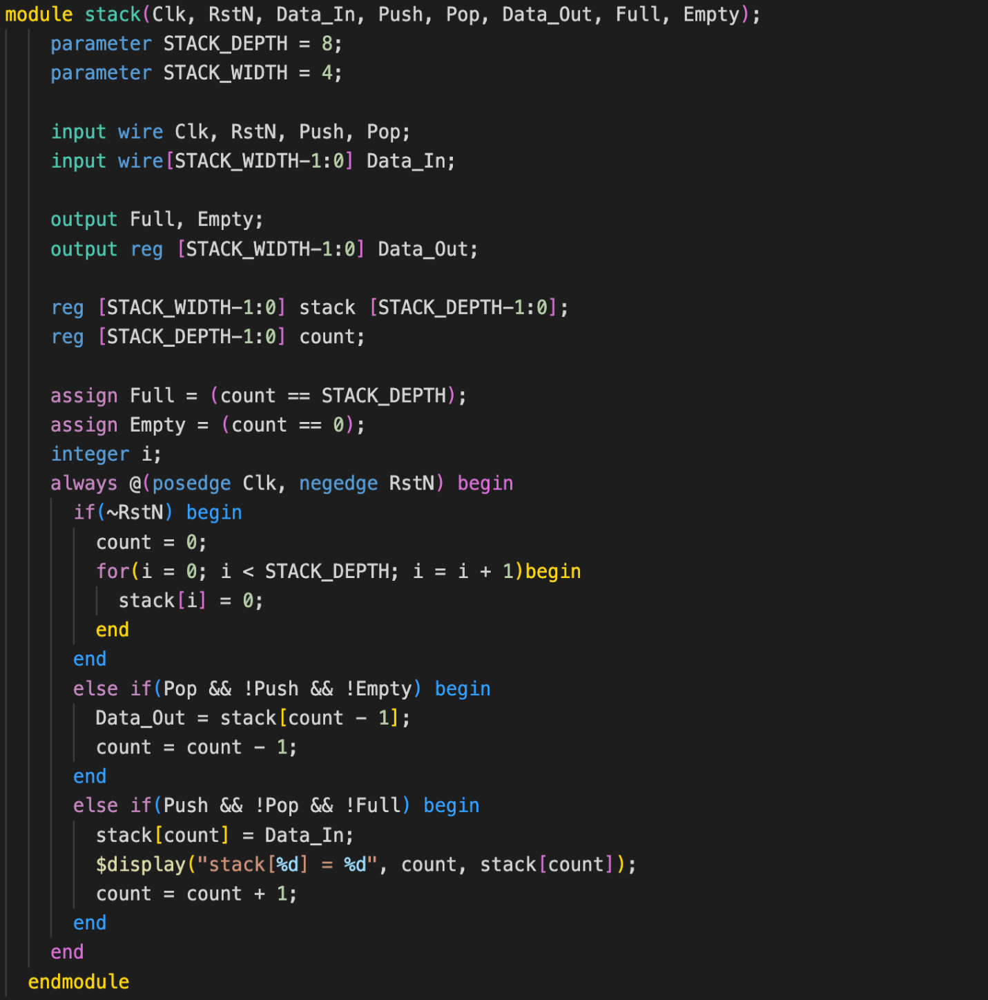 module stack(Clk, RstN, Data_In, Push, Pop, Data_Out, Full, Empty);
    parameter STACK_DEPTH = 8;
    parameter STACK_WIDTH = 4;

    input wire Clk, RstN, Push, Pop;
    input wire[STACK_WIDTH-1:0] Data_In;

    output Full, Empty;
    output reg [STACK_WIDTH-1:0] Data_Out;

    reg [STACK_WIDTH-1:0] stack [STACK_DEPTH-1:0];
    reg [STACK_DEPTH-1:0] count;

    assign Full = (count == STACK_DEPTH);
    assign Empty = (count == 0);
    integer i;
    always @(posedge Clk, negedge RstN) begin
      if(~RstN) begin
        count = 0;
        for(i = 0; i < STACK_DEPTH; i = i + 1)begin
          stack[i] = 0;
        end
      end
      else if(Pop && !Push && !Empty) begin
        Data_Out = stack[count - 1];
        count = count - 1;
      end
      else if(Push && !Pop && !Full) begin
        stack[count] = Data_In;
        $display("stack[%d] = %d", count, stack[count]);
        count = count + 1;
      end
    end
  endmodule